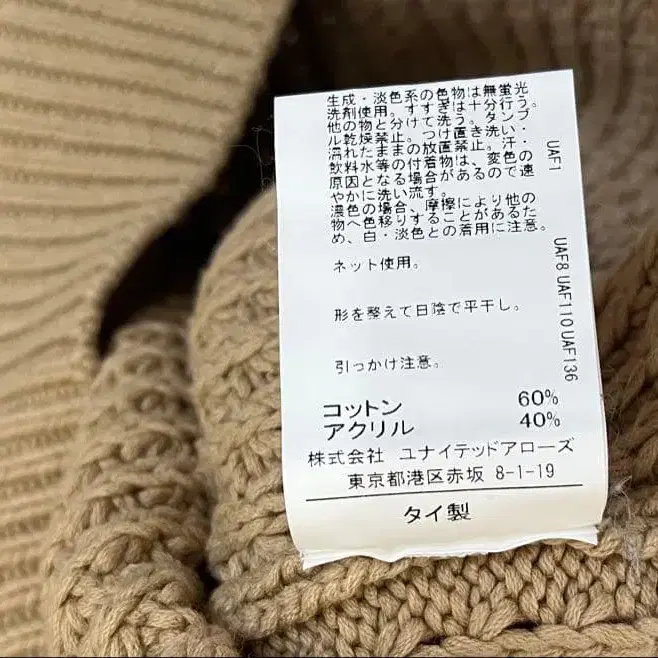 生成・淡色系の色物は無蛍光
洗剤使用。すすぎは十分行う。
他の物と分けて洗う。タンブ
ル乾燥禁止。つけ置き洗い・
濡れたままの放置禁止。汗・
飲料水等の付着物は、変色の
原因となる場合があるので速
やかに洗い流す。
濃色の場合、摩擦により他の
物へ色移りすることがあるた
め、白・淡色との着用に注意。
ネット使用。
形を整えて日陰で平干し。
引っかけ注意。
コットン 60%
アクリル 40%
株式会社 ユナイテッドアローズ
東京都港区赤坂 8-1-19
タイ製
UAF1
UAF8 UAF110 UAF136